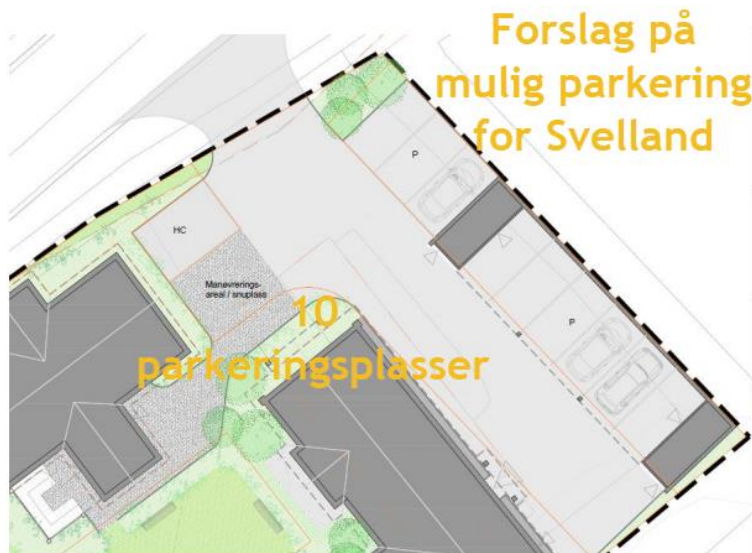 Forslag på
mulig parkering
for Svelland
P
HC
Manøvrerings-
areal / snuplass
10
parkeringsplasser
P